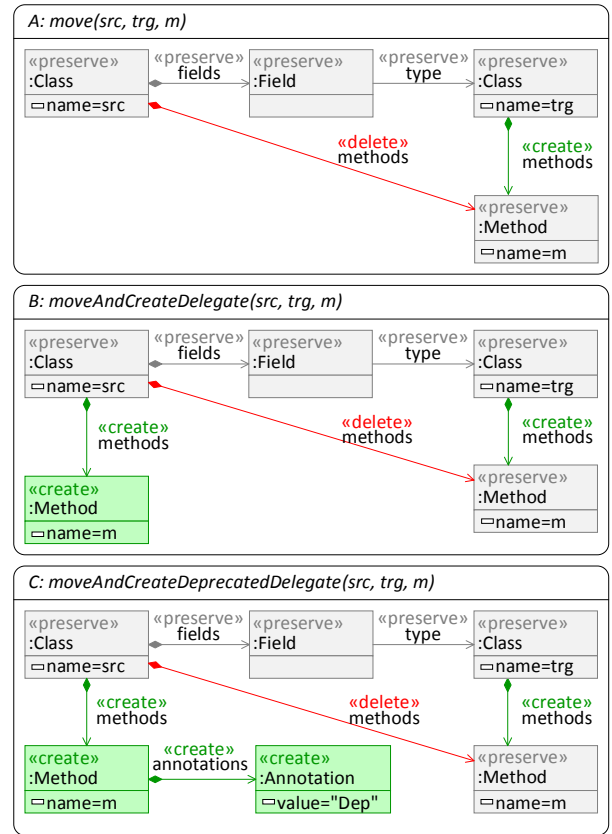 A: move(src, trg, m)
«preserve» «preserve» «preserve» «preserve» «preserve»
:Class fields :Field type :Class
name=src name=trg
«delete» «create»
methods methods
«preserve»
:Method
name=m
B: moveAndCreateDelegate(src, trg, m)
«preserve» «preserve» «preserve» «preserve» «preserve»
:Class fields :Field type :Class
name=src name=trg
«create» «delete» «create»
methods methods methods
«create» «preserve»
:Method :Method
name=m name=m
C: moveAndCreateDeprecatedDelegate(src, trg, m)
«preserve» «preserve» «preserve» «preserve» «preserve»
:Class fields :Field type :Class
name=src name=trg
«create» «delete» «create»
methods methods methods
«create» «create» «create» «preserve»
:Method annotations :Annotation :Method
name=m value="Dep" name=m